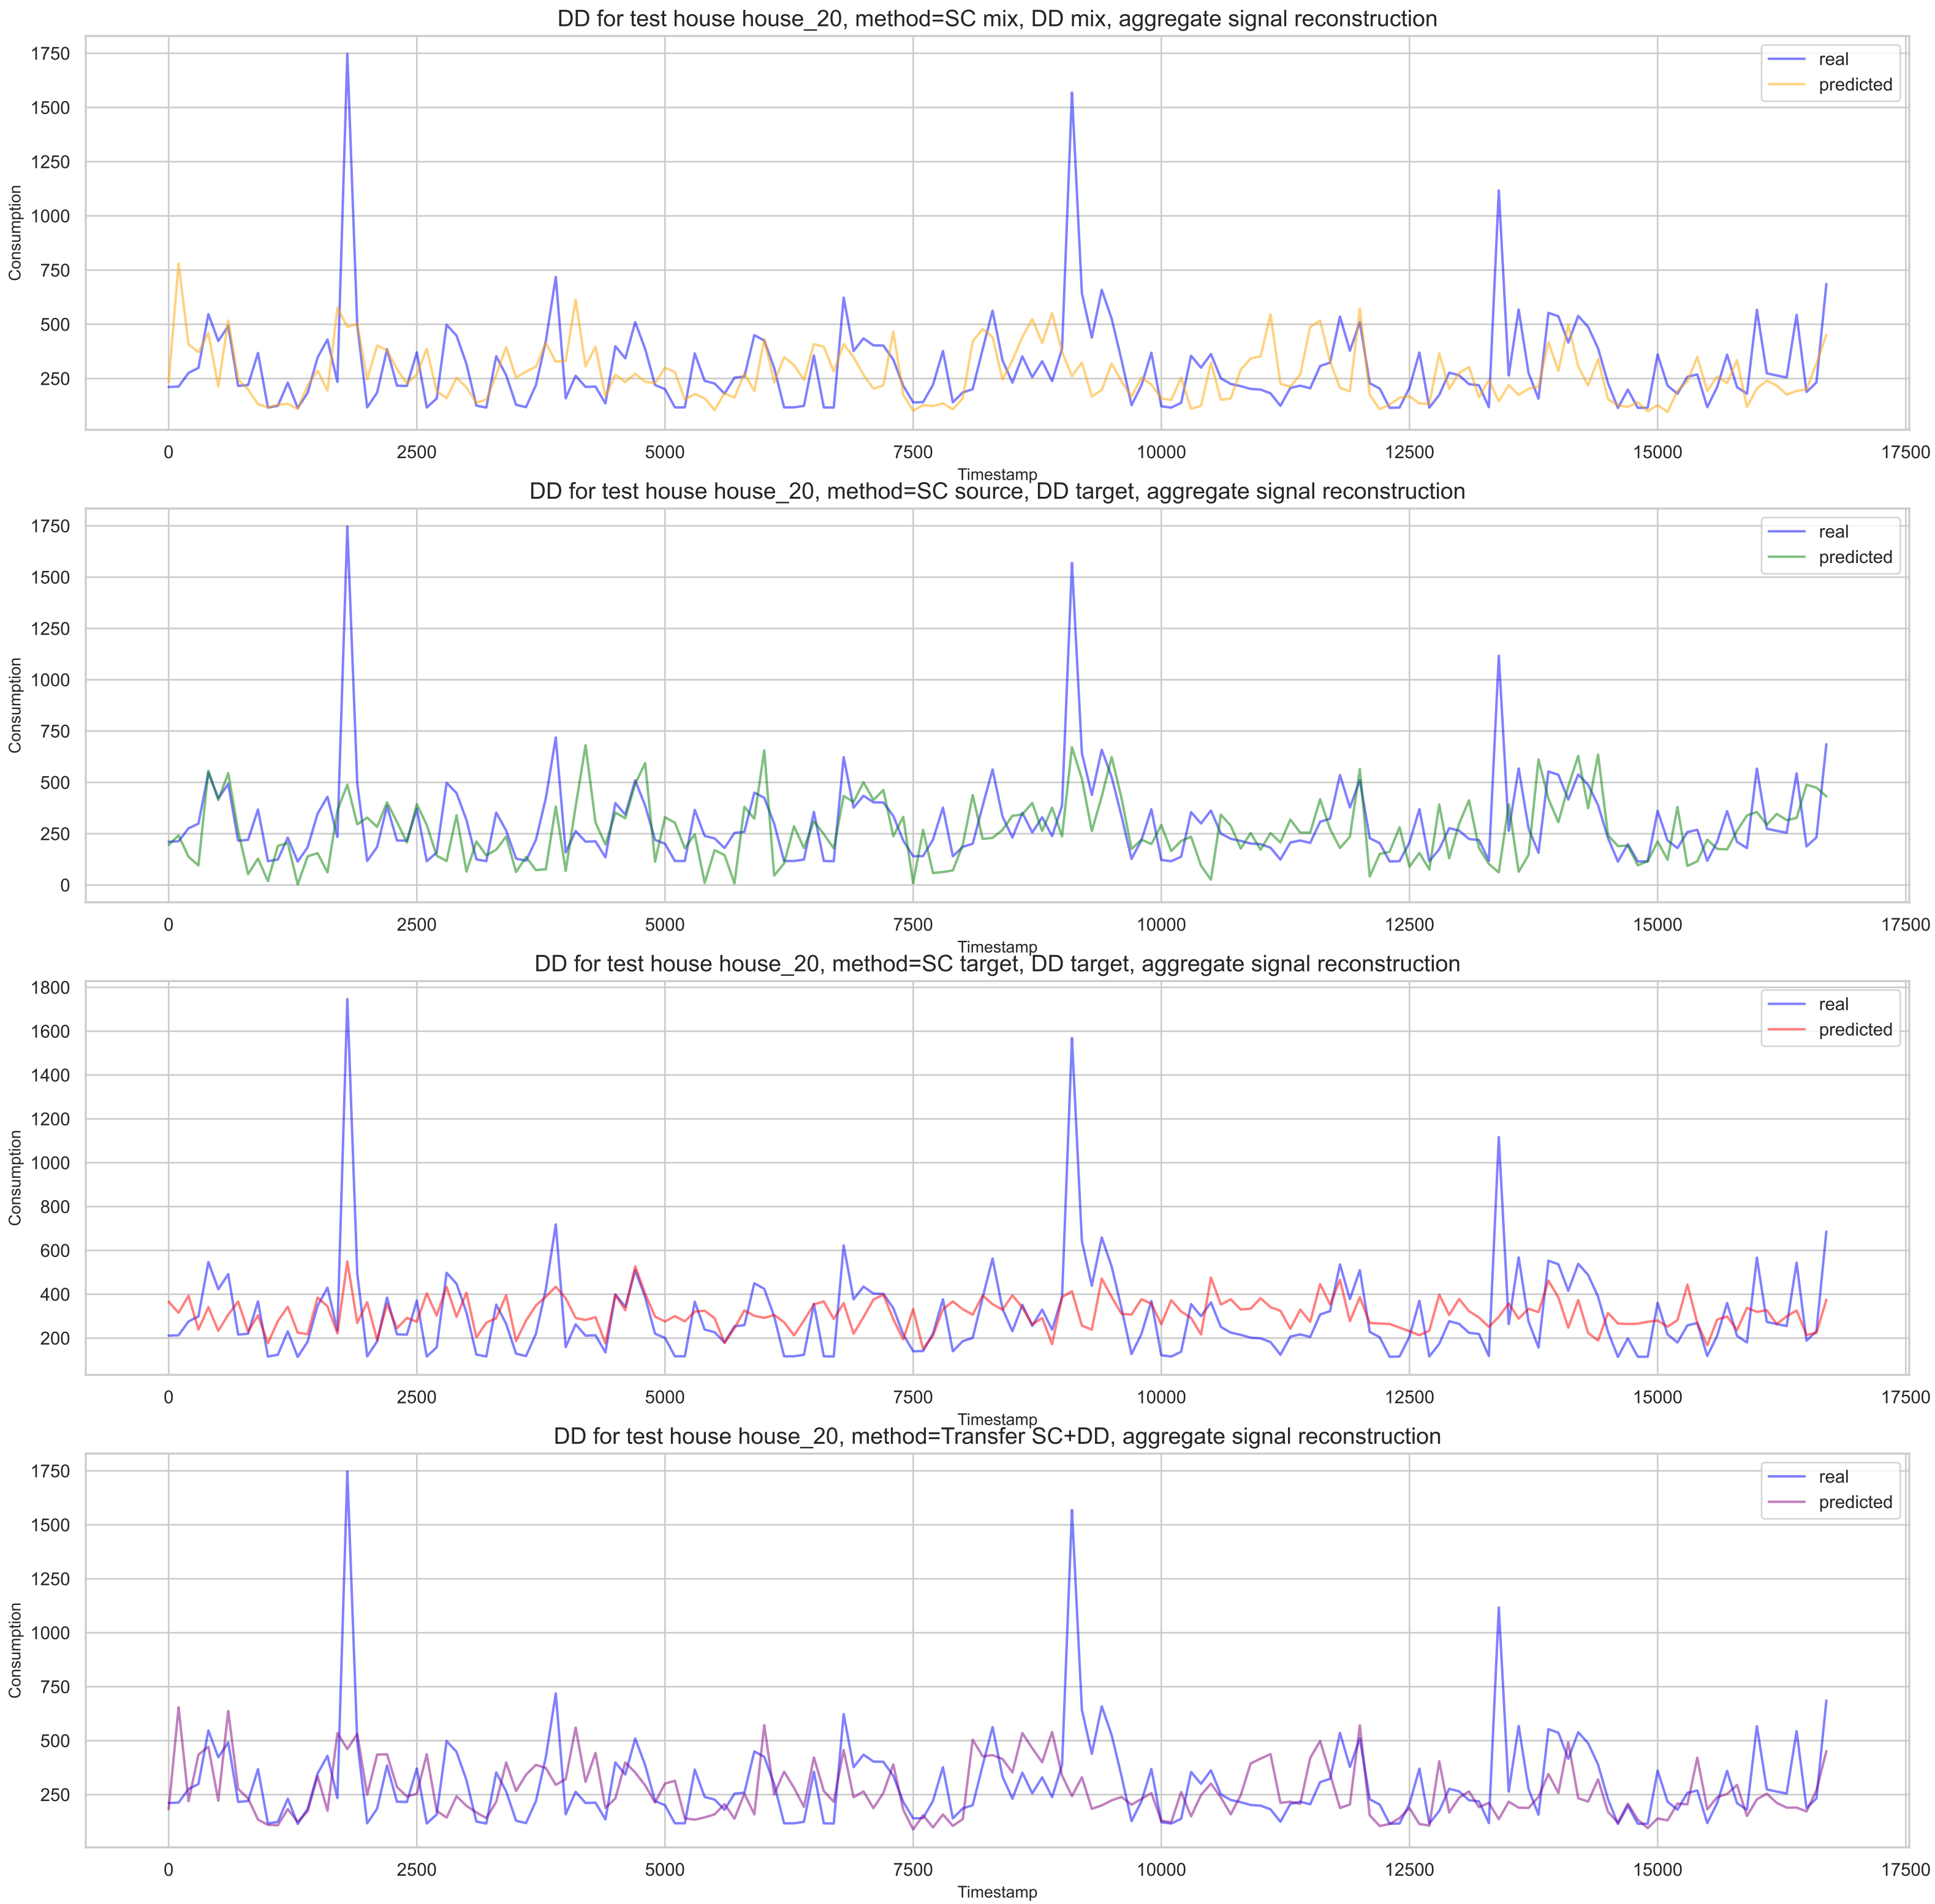 DD for test house house_20, method=SC mix, DD mix, aggregate signal reconstruction
real
predicted
Consumption
1750
1500
1250
1000
750
500
250
0 2500 5000 7500 10000 12500 15000 17500
Timestamp
DD for test house house_20, method=SC source, DD target, aggregate signal reconstruction
real
predicted
Consumption
1750
1500
1250
1000
750
500
250
0
0 2500 5000 7500 10000 12500 15000 17500
Timestamp
DD for test house house_20, method=SC target, DD target, aggregate signal reconstruction
real
predicted
Consumption
1800
1600
1400
1200
1000
800
600
400
200
0 2500 5000 7500 10000 12500 15000 17500
Timestamp
DD for test house house_20, method=Transfer SC+DD, aggregate signal reconstruction
real
predicted
Consumption
1750
1500
1250
1000
750
500
250
0 2500 5000 7500 10000 12500 15000 17500
Timestamp